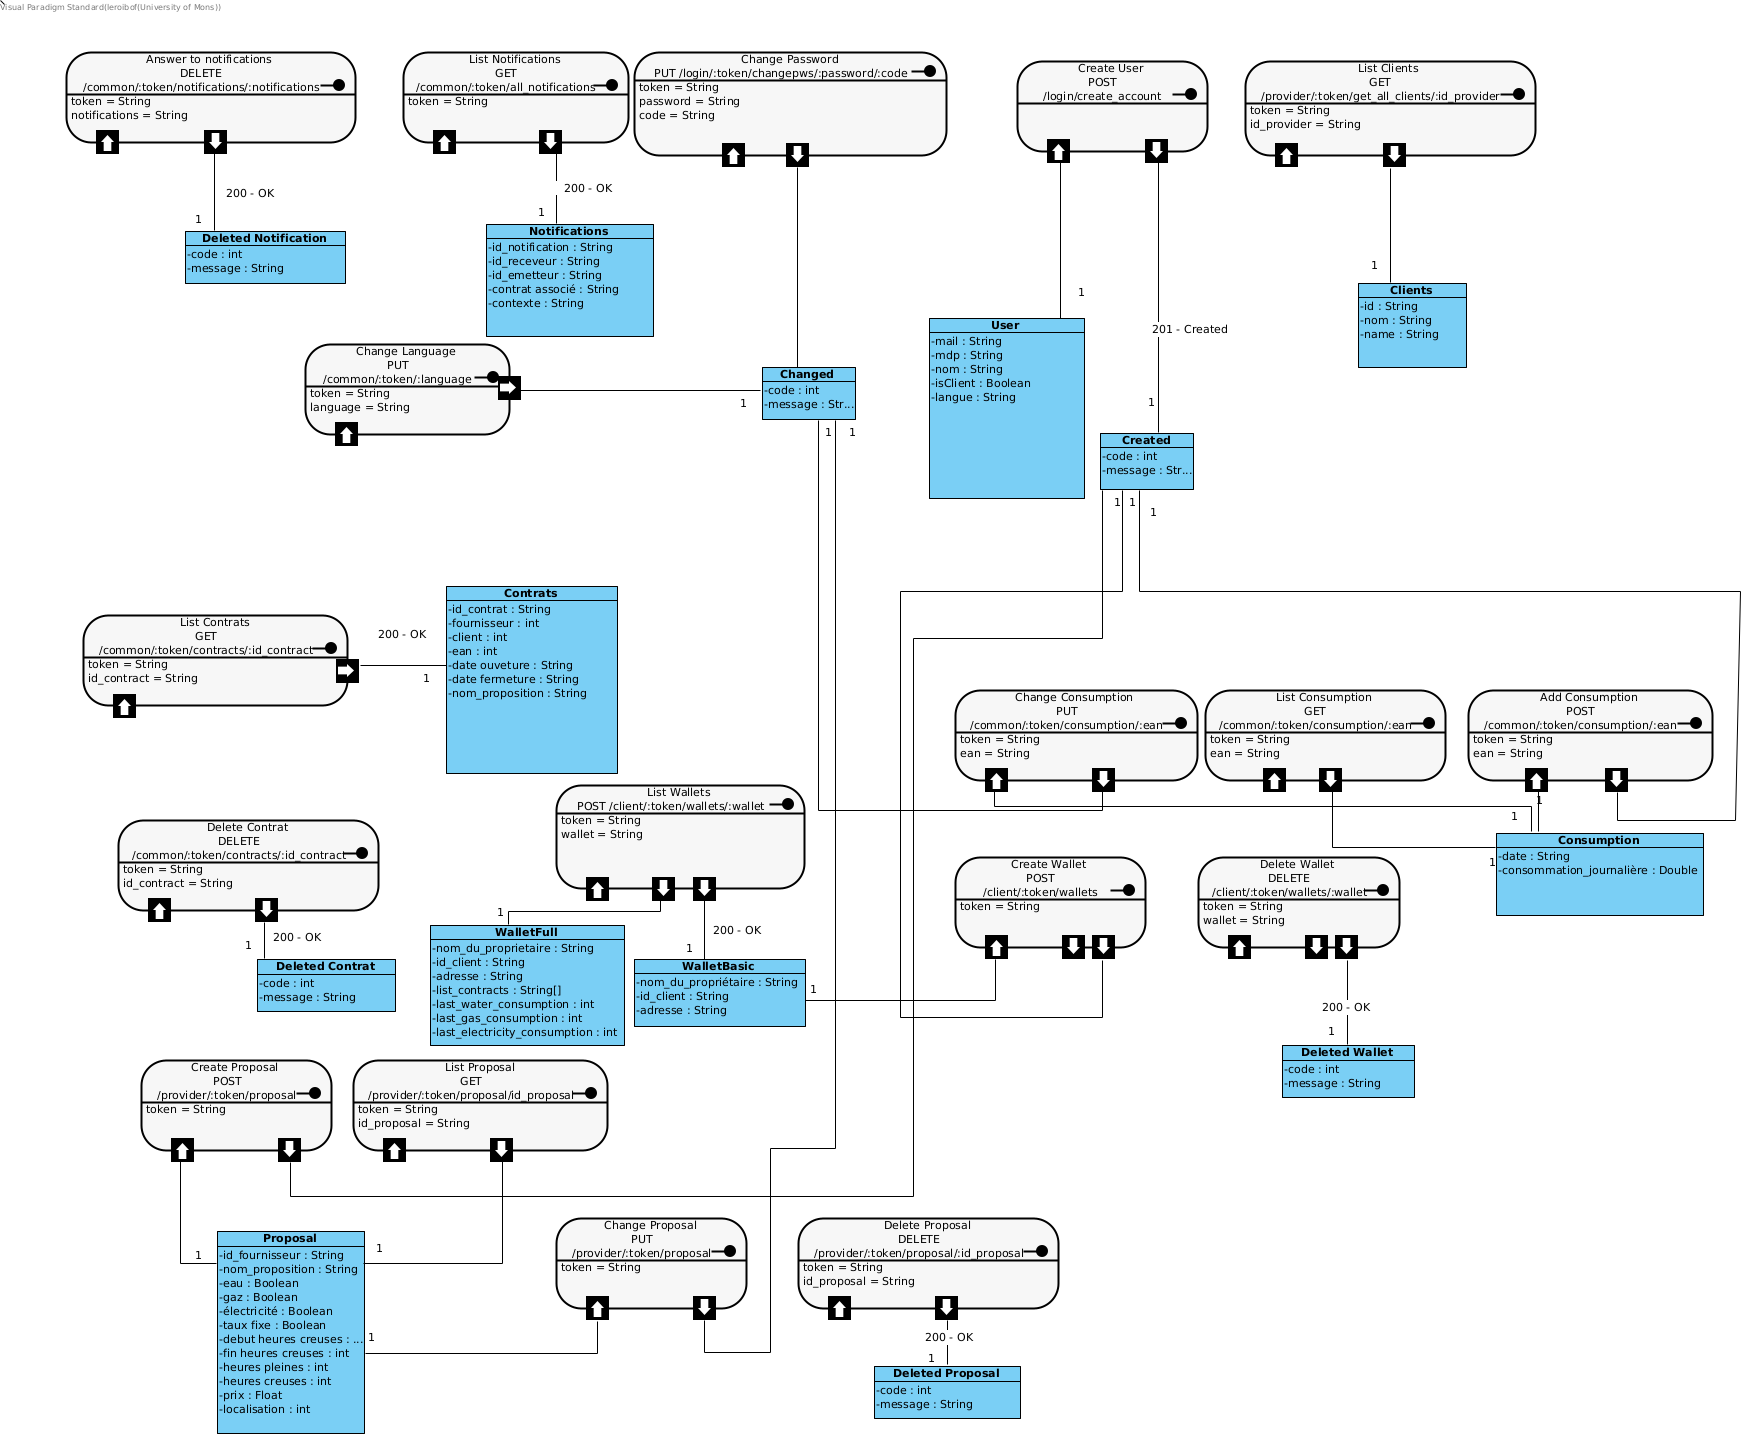 Visual Paradigm Standard(leroibof(University of Mons))
Answer to notifications
DELETE
/common/:token/notifications/:notifications
token = String
notifications = String
200 - OK
1
Deleted Notification
-code : int
-message : String
List Notifications
GET
/common/:token/all_notifications
token = String
200 - OK
1
Notifications
-id_notification : String
-id_receveur : String
-id_emetteur : String
-contrat associé : String
-contexte : String
Change Password
PUT /login/:token/changepws/:password/:code
token = String
password = String
code = String
Create User
POST
/login/create_account
1
User
-mail : String
-mdp : String
-nom : String
-isClient : Boolean
-langue : String
201 - Created
1
Created
-code : int
-message : Str...
1
1
1
List Clients
GET
/provider/:token/get_all_clients/:id_provider
token = String
id_provider = String
1
Clients
-id : String
-nom : String
-name : String
Change Language
PUT
/common/:token/:language
token = String
language = String
1
Changed
-code : int
-message : Str...
1
1
List Contrats
GET
/common/:token/contracts/:id_contract
token = String
id_contract = String
200 - OK
1
Contrats
-id_contrat : String
-fournisseur : int
-client : int
-ean : int
-date ouveture : String
-date fermeture : String
-nom_proposition : String
Change Consumption
PUT
/common/:token/consumption/:ean
token = String
ean = String
List Consumption
GET
/common/:token/consumption/:ean
token = String
ean = String
Add Consumption
POST
/common/:token/consumption/:ean
token = String
ean = String
1
1
1
Consumption
-date : String
-consommation_journalière : Double
List Wallets
POST /client/:token/wallets/:wallet
token = String
wallet = String
1
WalletFull
-nom_du_proprietaire : String
-id_client : String
-adresse : String
-list_contracts : String[]
-last_water_consumption : int
-last_gas_consumption : int
-last_electricity_consumption : int
200 - OK
1
WalletBasic
-nom_du_propriétaire : String
-id_client : String
-adresse : String
1
Delete Contrat
DELETE
/common/:token/contracts/:id_contract
token = String
id_contract = String
200 - OK
1
Deleted Contrat
-code : int
-message : String
Create Wallet
POST
/client/:token/wallets
token = String
Delete Wallet
DELETE
/client/:token/wallets/:wallet
token = String
wallet = String
200 - OK
1
Deleted Wallet
-code : int
-message : String
Create Proposal
POST
/provider/:token/proposal
token = String
List Proposal
GET
/provider/:token/proposal/id_proposal
token = String
id_proposal = String
1
1
1
Proposal
-id_fournisseur : String
-nom_proposition : String
-eau : Boolean
-gaz : Boolean
-électricité : Boolean
-taux fixe : Boolean
-debut heures creuses : ...
-fin heures creuses : int
-heures pleines : int
-heures creuses : int
-prix : Float
-localisation : int
Change Proposal
PUT
/provider/:token/proposal
token = String
Delete Proposal
DELETE
/provider/:token/proposal/:id_proposal
token = String
id_proposal = String
200 - OK
1
Deleted Proposal
-code : int
-message : String